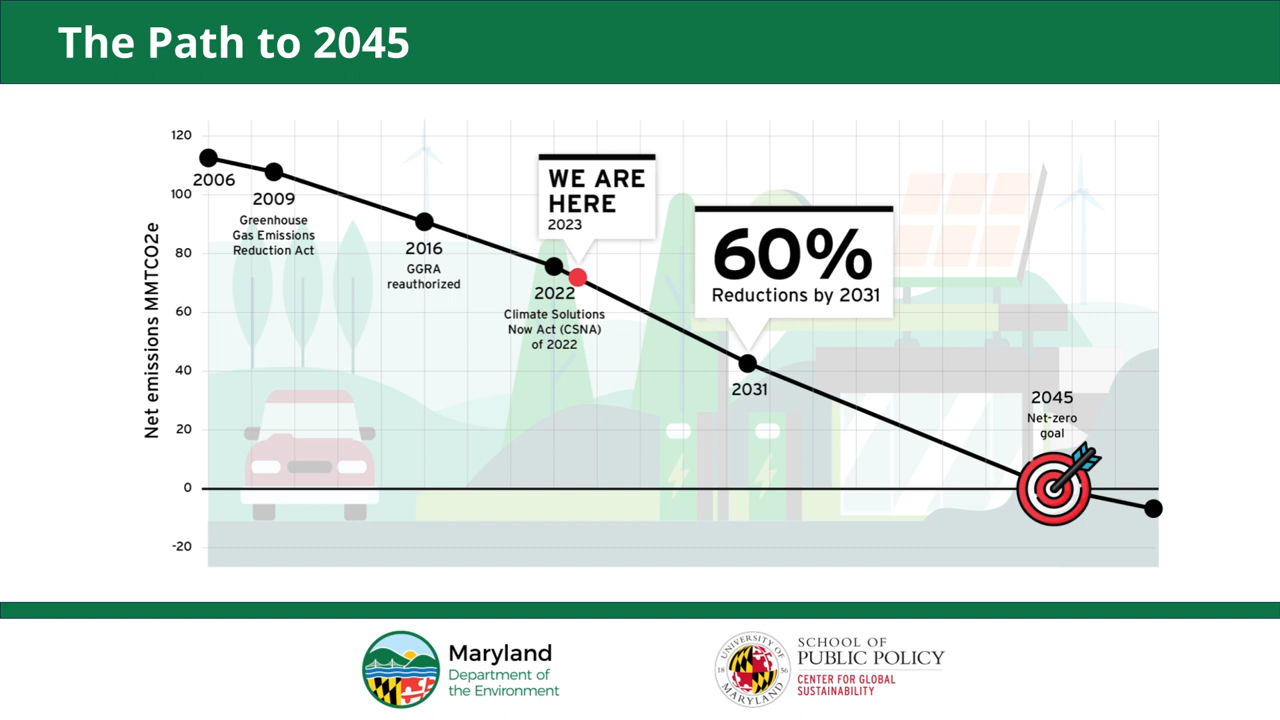 The Path to 2045
Net emissions MMTCO2e
120
100
80
60
40
20
0
-20
2006
2009
Greenhouse
Gas Emissions
Reduction Act
2016
GGRA
reauthorized
2022
Climate Solutions
Now Act (CSNA)
of 2022
WE ARE
HERE
2023
60%
Reductions by 2031
2031
2045
Net-zero
goal
Maryland
Department of
the Environment
UNIVERSITY OF
18 56
MARYLAND
SCHOOL OF
PUBLIC POLICY
CENTER FOR GLOBAL
SUSTAINABILITY